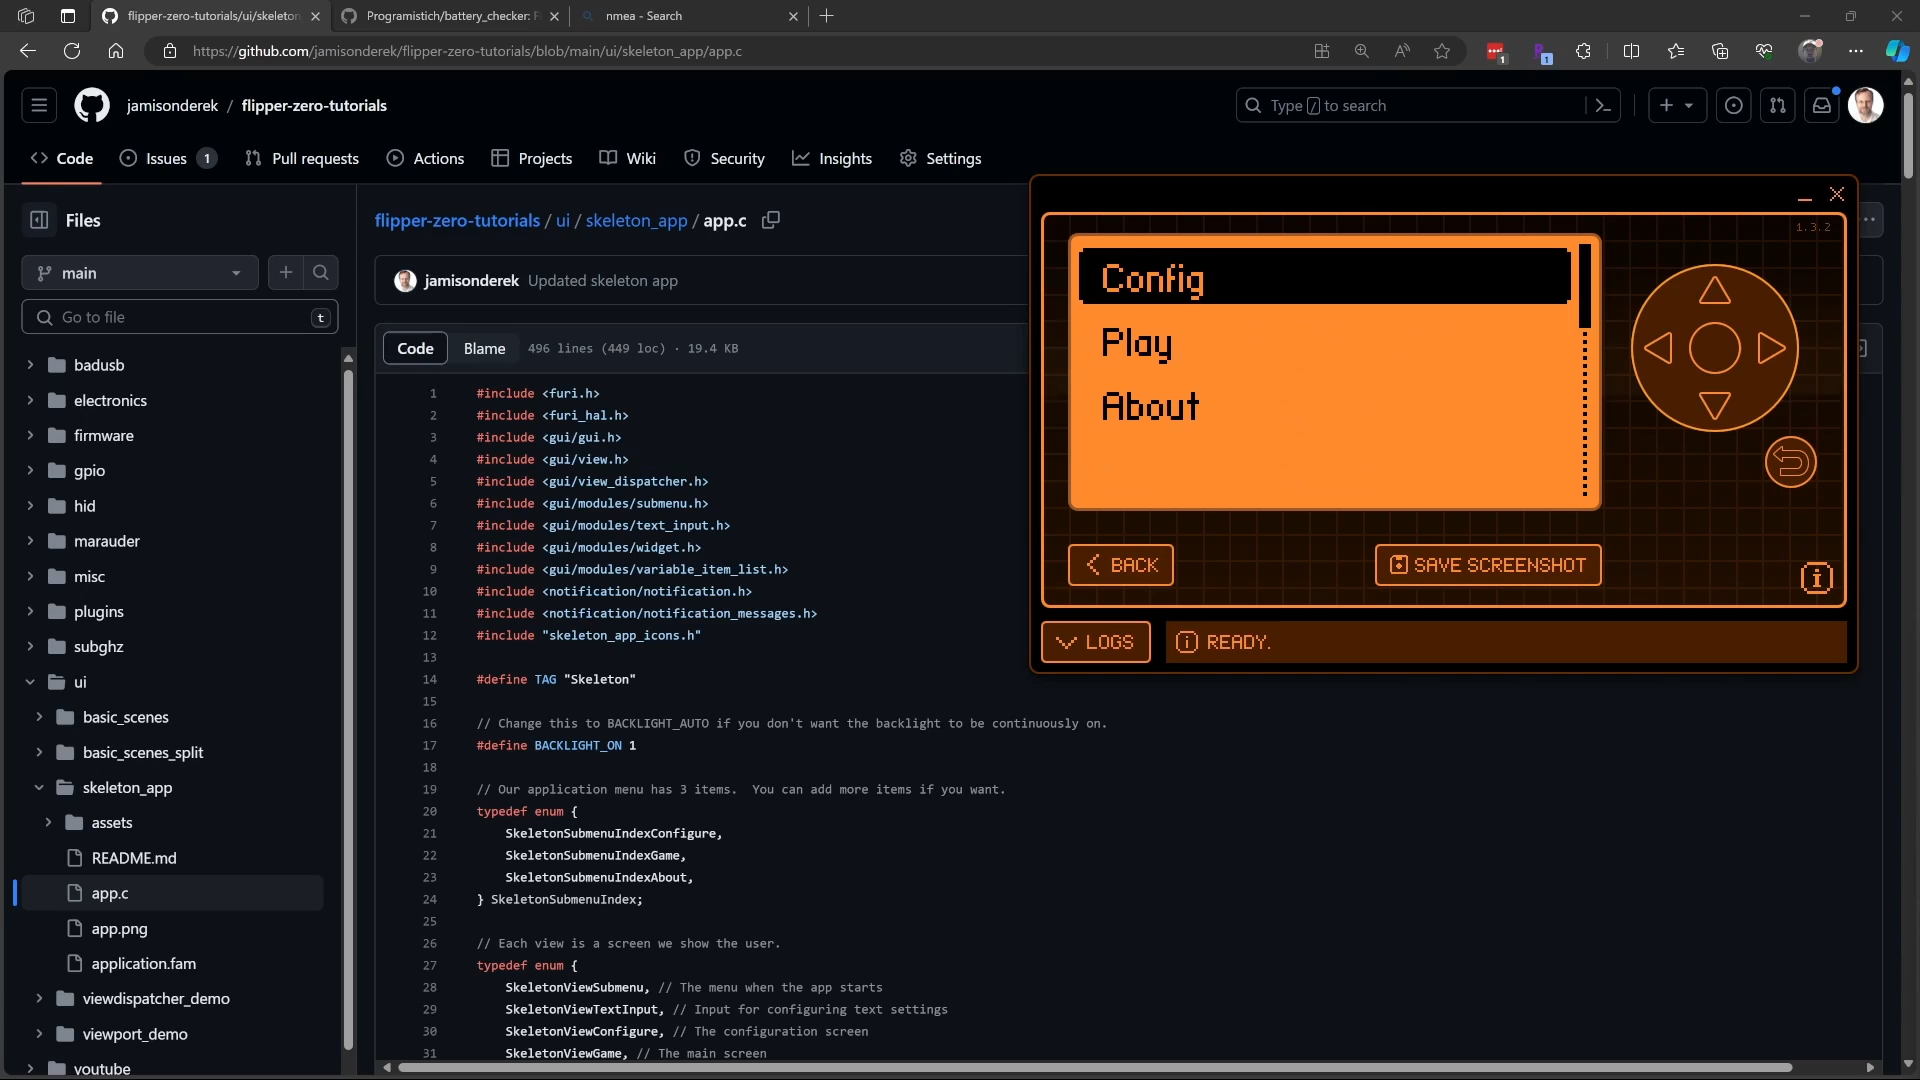 flipper-zero-tutorials/ui/skeleton
Programistich/battery_checker: F
nmea - Search
https://github.com/jamisonderek/flipper-zero-tutorials/blob/main/ui/skeleton_app/app.c
1
1
jamisonderek / flipper-zero-tutorials
Type / to search
Code
Issues 1
Pull requests
Actions
Projects
Wiki
Security
Insights
Settings
Files
main
Go to file
t
badusb
electronics
firmware
gpio
hid
marauder
misc
plugins
subghz
ui
basic_scenes
basic_scenes_split
skeleton_app
assets
README.md
app.c
app.png
application.fam
viewdispatcher_demo
viewport_demo
youtube
flipper-zero-tutorials / ui / skeleton_app / app.c
jamisonderek Updated skeleton app
Code
Blame
496 lines (449 loc) · 19.4 KB
1 #include <furi.h>
2 #include <furi_hal.h>
3 #include <gui/gui.h>
4 #include <gui/view.h>
5 #include <gui/view_dispatcher.h>
6 #include <gui/modules/submenu.h>
7 #include <gui/modules/text_input.h>
8 #include <gui/modules/widget.h>
9 #include <gui/modules/variable_item_list.h>
10 #include <notification/notification.h>
11 #include <notification/notification_messages.h>
12 #include "skeleton_app_icons.h"
13
14 #define TAG "Skeleton"
15
16 // Change this to BACKLIGHT_AUTO if you don't want the backlight to be continuously on.
17 #define BACKLIGHT_ON 1
18
19 // Our application menu has 3 items.  You can add more items if you want.
20 typedef enum {
21 SkeletonSubmenuIndexConfigure,
22 SkeletonSubmenuIndexGame,
23 SkeletonSubmenuIndexAbout,
24 } SkeletonSubmenuIndex;
25
26 // Each view is a screen we show the user.
27 typedef enum {
28 SkeletonViewSubmenu, // The menu when the app starts
29 SkeletonViewTextInput, // Input for configuring text settings
30 SkeletonViewConfigure, // The configuration screen
31 SkeletonViewGame, // The main screen
1.3.2
Config
Play
About
BACK
SAVE SCREENSHOT
LOGS
READY.